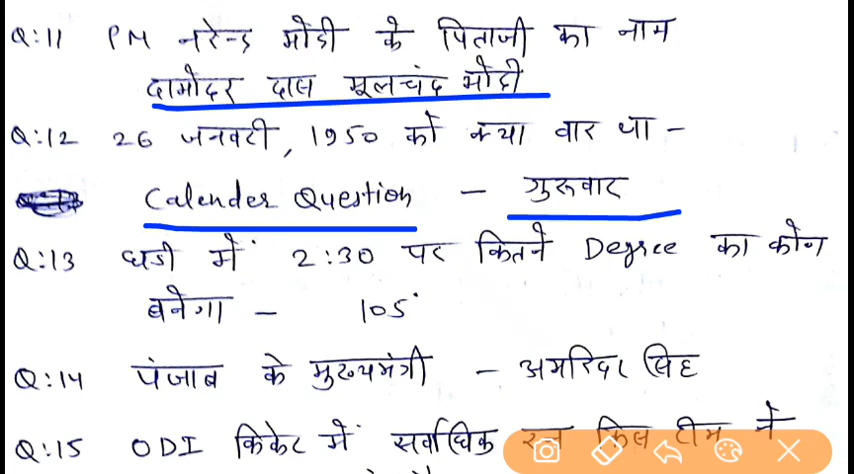 Q:11 PM नरेन्द्र मोदी के पिताजी का नाम
दामोदर दास मूलचंद मोदी
Q:12 26 जनवरी, 1950 को क्या वार था -
Calender Question - गुरूवार
Q:13 घडी में 2:30 पर कितने Degree का कोण
बनेगा - 105°
Q:14 पंजाब के मुख्यमंत्री - अमरिंदर सिंह
Q:15 ODI क्रिकेट में सर्वाधिक रन किस टीम ने